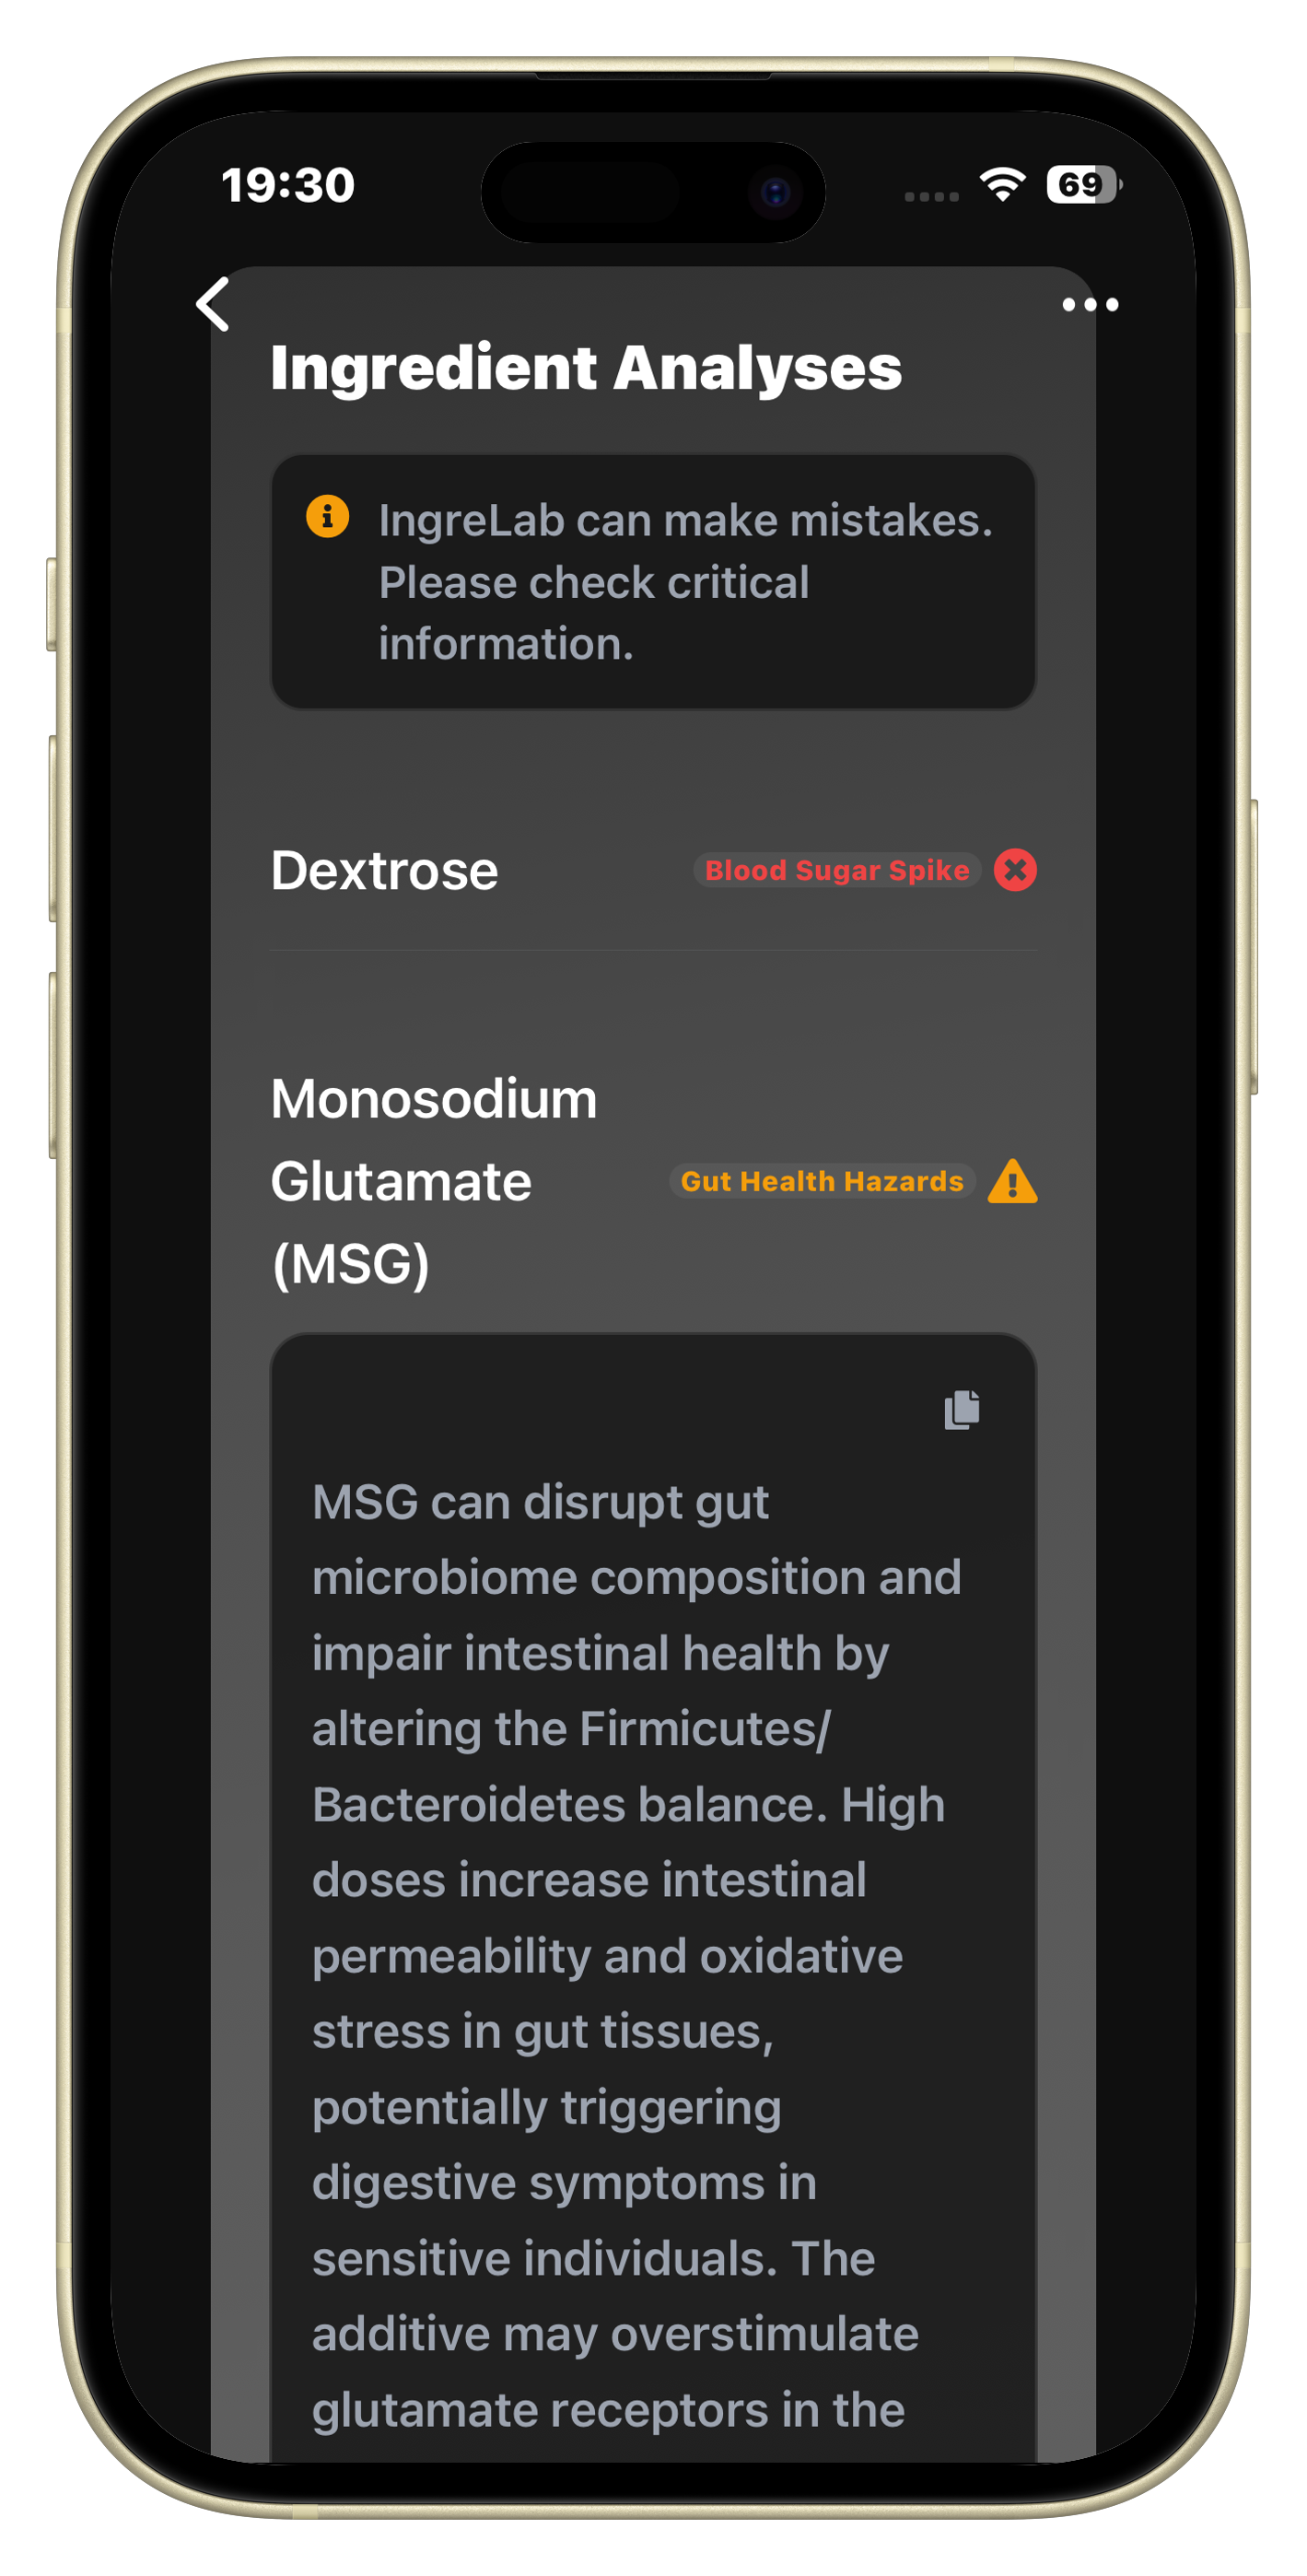 19:30
69
Ingredient Analyses
IngreLab can make mistakes.
Please check critical
information.
Dextrose
Blood Sugar Spike
Monosodium
Glutamate
(MSG)
Gut Health Hazards
MSG can disrupt gut
microbiome composition and
impair intestinal health by
altering the Firmicutes/
Bacteroidetes balance. High
doses increase intestinal
permeability and oxidative
stress in gut tissues,
potentially triggering
digestive symptoms in
sensitive individuals. The
additive may overstimulate
glutamate receptors in the